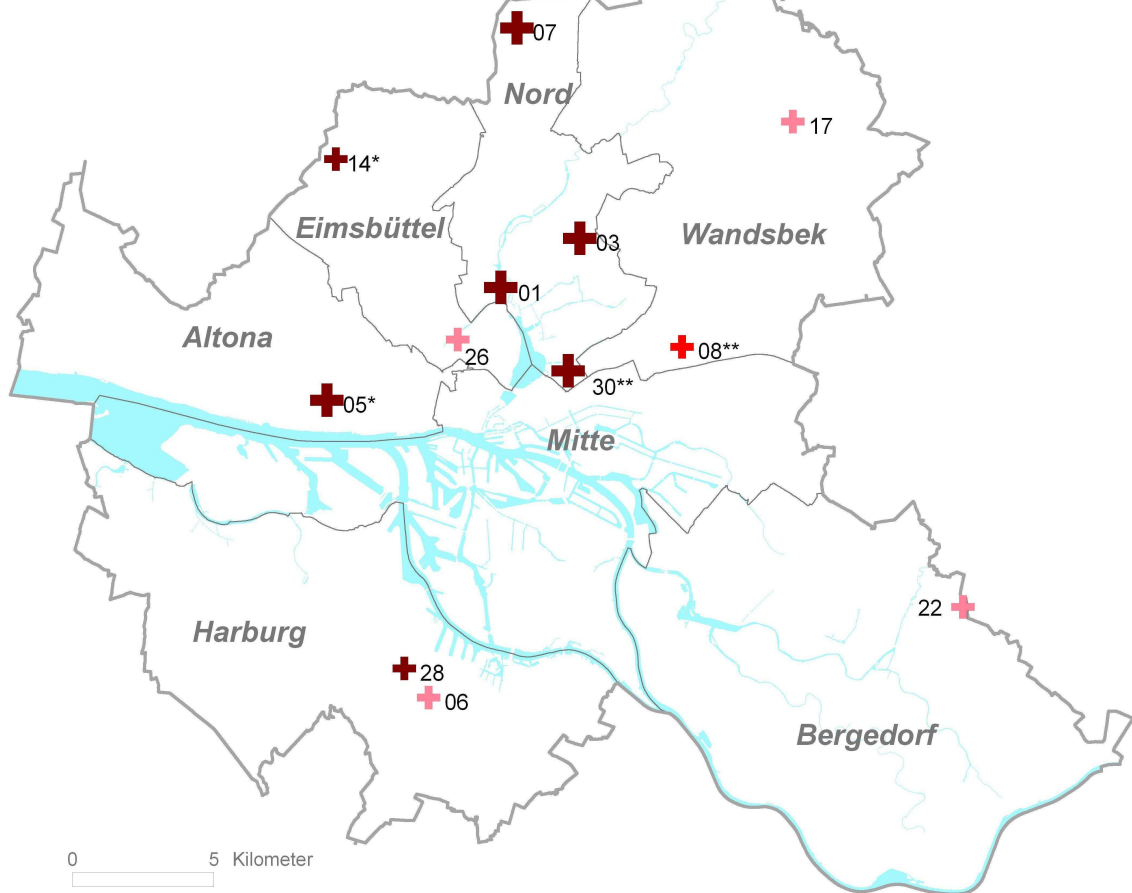 07
Nord
17
14*
Eimsbüttel
03
Wandsbek
01
Altona
26
08**
30**
05*
Mitte
22
Harburg
28
06
Bergedorf
0 5 Kilometer